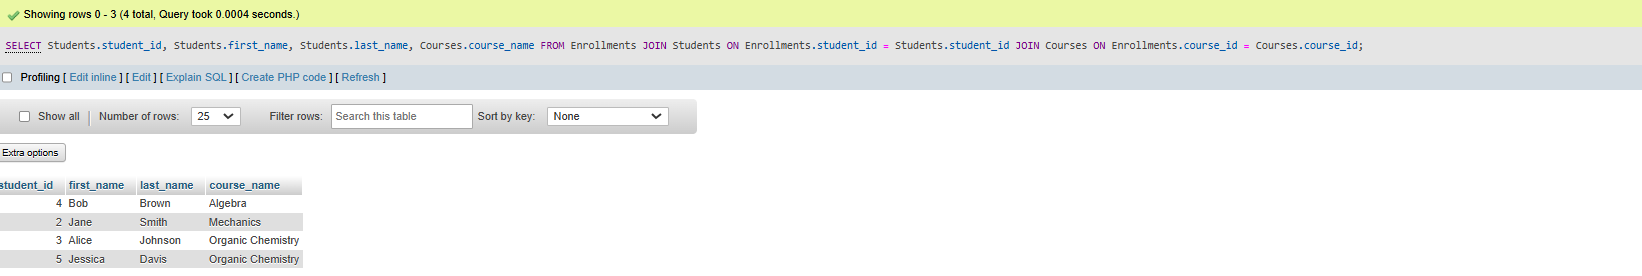 Showing rows 0 - 3 (4 total, Query took 0.0004 seconds.)
SELECT Students.student_id, Students.first_name, Students.last_name, Courses.course_name FROM Enrollments JOIN Students ON Enrollments.student_id = Students.student_id JOIN Courses ON Enrollments.course_id = Courses.course_id;
Profiling [ Edit inline ] [ Edit ] [ Explain SQL ] [ Create PHP code ] [ Refresh ]
Show all Number of rows: 25 Filter rows: Search this table Sort by key: None
Extra options
student_id first_name last_name course_name
4 Bob Brown Algebra
2 Jane Smith Mechanics
3 Alice Johnson Organic Chemistry
5 Jessica Davis Organic Chemistry